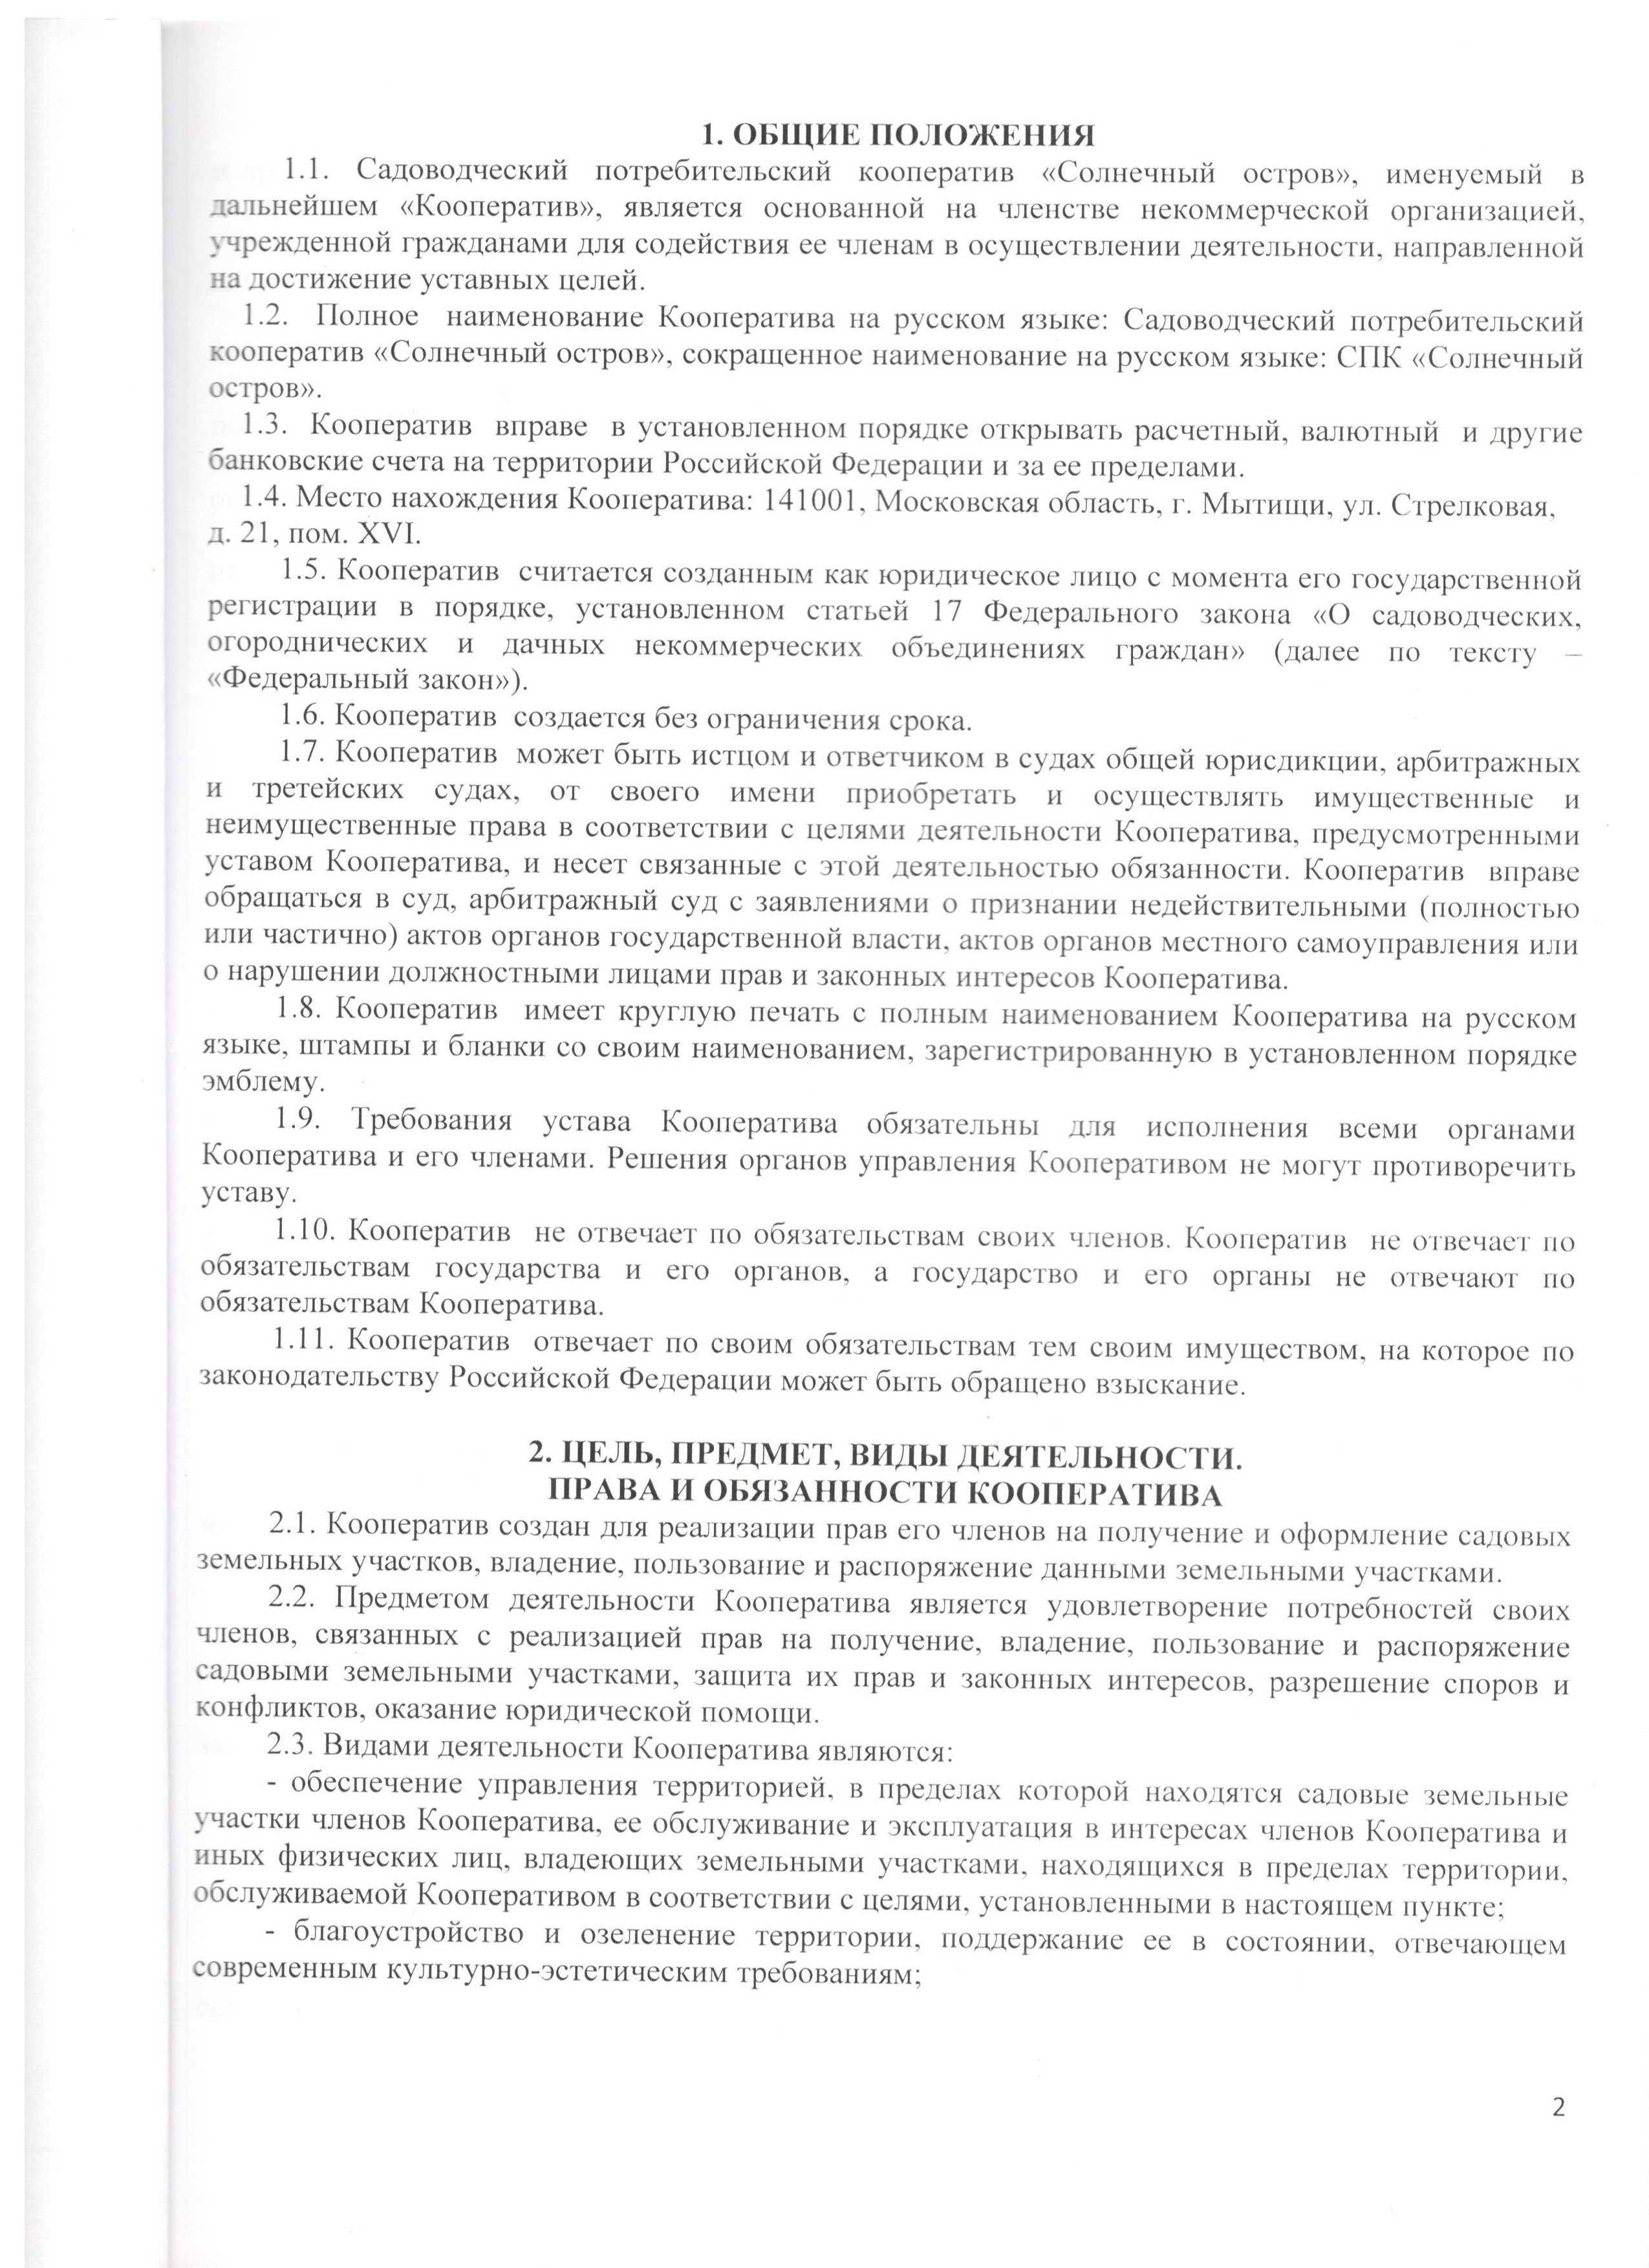 1. ОБЩИЕ ПОЛОЖЕНИЯ
1.1. Садоводческий потребительский кооператив «Солнечный остров», именуемый в
дальнейшем «Кооператив», является основанной на членстве некоммерческой организацией,
учрежденной гражданами для содействия ее членам в осуществлении деятельности, направленной
на достижение уставных целей.
1.2. Полное наименование Кооператива на русском языке: Садоводческий потребительский
кооператив «Солнечный остров», сокращенное наименование на русском языке: СПК «Солнечный
остров».
1.3. Кооператив вправе в установленном порядке открывать расчетный, валютный и другие
банковские счета на территории Российской Федерации и за ее пределами.
1.4. Место нахождения Кооператива: 141001, Московская область, г. Мытищи, ул. Стрелковая,
д. 21, пом. XVI.
1.5. Кооператив считается созданным как юридическое лицо с момента его государственной
регистрации в порядке, установленном статьей 17 Федерального закона «О садоводческих,
огороднических и дачных некоммерческих объединениях граждан» (далее по тексту –
«Федеральный закон»).
1.6. Кооператив создается без ограничения срока.
1.7. Кооператив может быть истцом и ответчиком в судах общей юрисдикции, арбитражных
и третейских судах, от своего имени приобретать и осуществлять имущественные и
неимущественные права в соответствии с целями деятельности Кооператива, предусмотренными
уставом Кооператива, и несет связанные с этой деятельностью обязанности. Кооператив вправе
обращаться в суд, арбитражный суд с заявлениями о признании недействительными (полностью
или частично) актов органов государственной власти, актов органов местного самоуправления или
о нарушении должностными лицами прав и законных интересов Кооператива.
1.8. Кооператив имеет круглую печать с полным наименованием Кооператива на русском
языке, штампы и бланки со своим наименованием, зарегистрированную в установленном порядке
эмблему.
1.9. Требования устава Кооператива обязательны для исполнения всеми органами
Кооператива и его членами. Решения органов управления Кооперативом не могут противоречить
уставу.
1.10. Кооператив не отвечает по обязательствам своих членов. Кооператив не отвечает по
обязательствам государства и его органов, а государство и его органы не отвечают по
обязательствам Кооператива.
1.11. Кооператив отвечает по своим обязательствам тем своим имуществом, на которое по
законодательству Российской Федерации может быть обращено взыскание.
2. ЦЕЛЬ, ПРЕДМЕТ, ВИДЫ ДЕЯТЕЛЬНОСТИ.
ПРАВА И ОБЯЗАННОСТИ КООПЕРАТИВА
2.1. Кооператив создан для реализации прав его членов на получение и оформление садовых
земельных участков, владение, пользование и распоряжение данными земельными участками.
2.2. Предметом деятельности Кооператива является удовлетворение потребностей своих
членов, связанных с реализацией прав на получение, владение, пользование и распоряжение
садовыми земельными участками, защита их прав и законных интересов, разрешение споров и
конфликтов, оказание юридической помощи.
2.3. Видами деятельности Кооператива являются:
- обеспечение управления территорией, в пределах которой находятся садовые земельные
участки членов Кооператива, ее обслуживание и эксплуатация в интересах членов Кооператива и
иных физических лиц, владеющих земельными участками, находящихся в пределах территории,
обслуживаемой Кооперативом в соответствии с целями, установленными в настоящем пункте;
- благоустройство и озеленение территории, поддержание ее в состоянии, отвечающем
современным культурно-эстетическим требованиям;
2